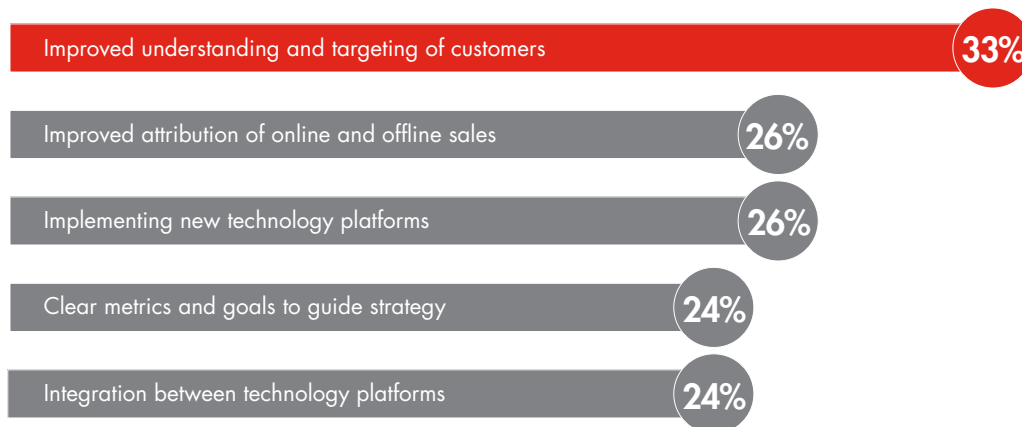 Improved understanding and targeting of customers 33%
Improved attribution of online and offline sales 26%
Implementing new technology platforms 26%
Clear metrics and goals to guide strategy 24%
Integration between technology platforms 24%